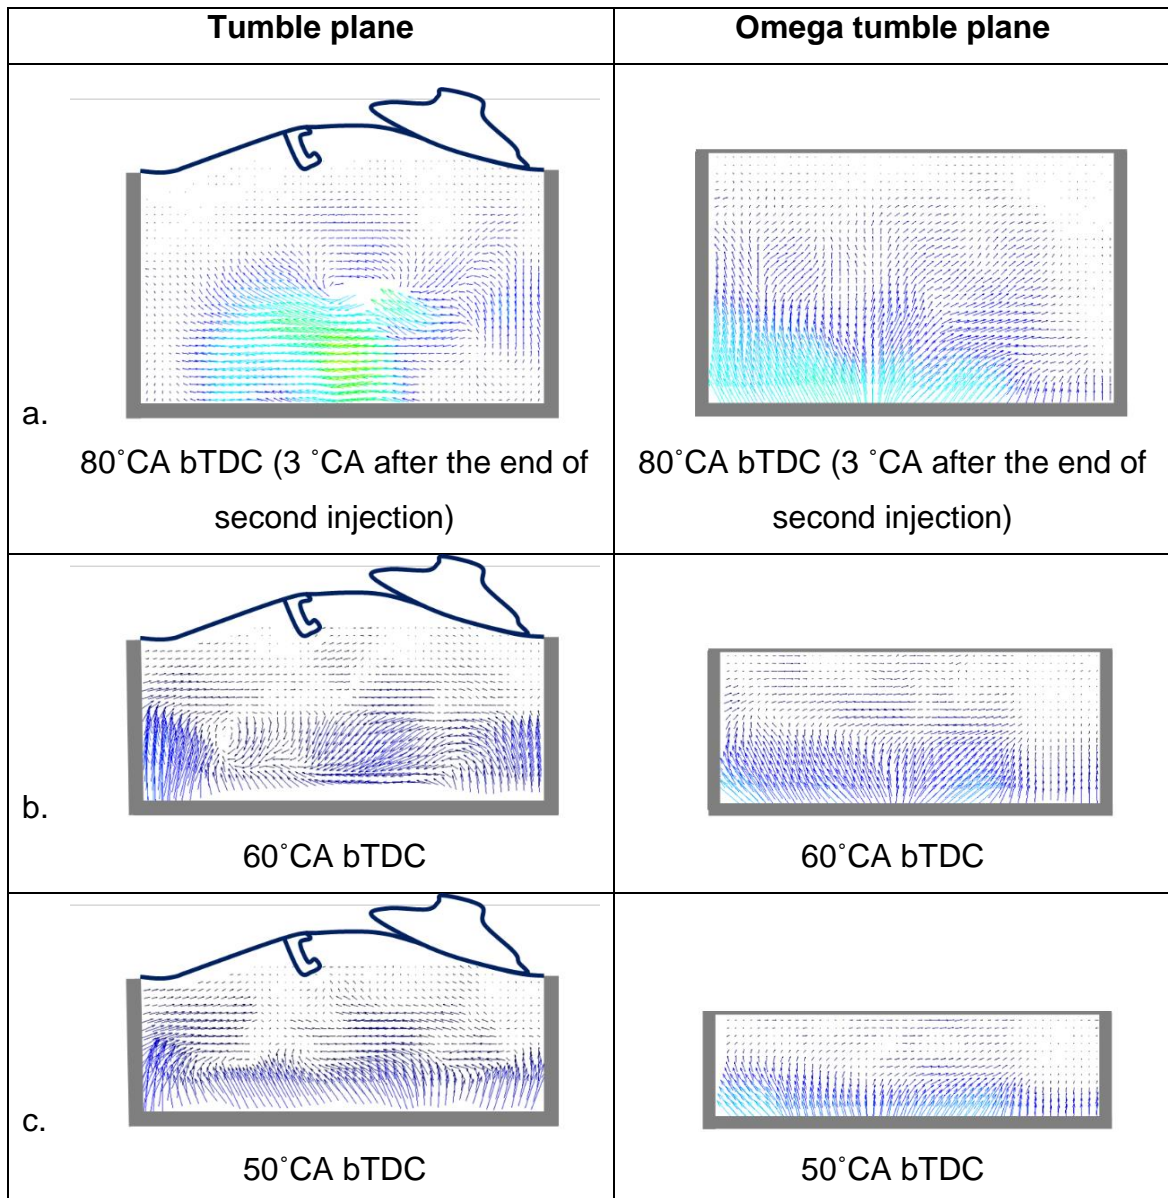 Tumble plane
Omega tumble plane
a.
80˚CA bTDC (3 ˚CA after the end of
second injection)
80˚CA bTDC (3 ˚CA after the end of
second injection)
b.
60˚CA bTDC
60˚CA bTDC
c.
50˚CA bTDC
50˚CA bTDC